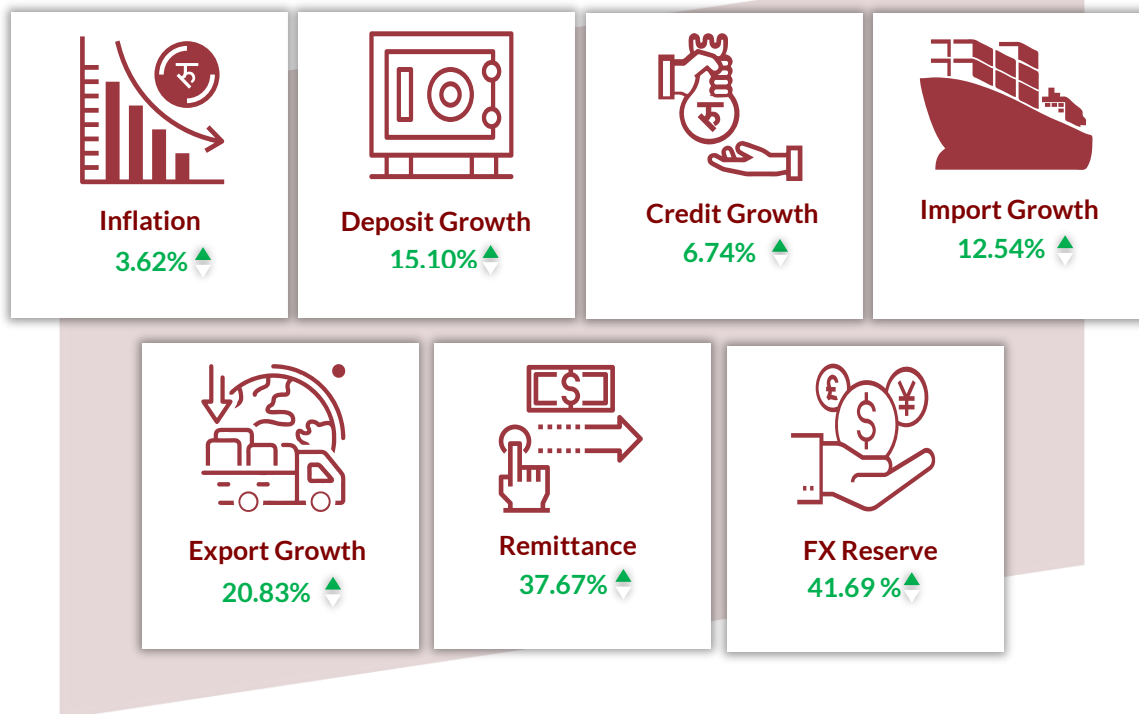 रु
Inflation
3.62%
Deposit Growth
15.10%
रु
Credit Growth
6.74%
Import Growth
12.54%
Export Growth
20.83%
$
Remittance
37.67%
£ $ ¥
FX Reserve
41.69 %